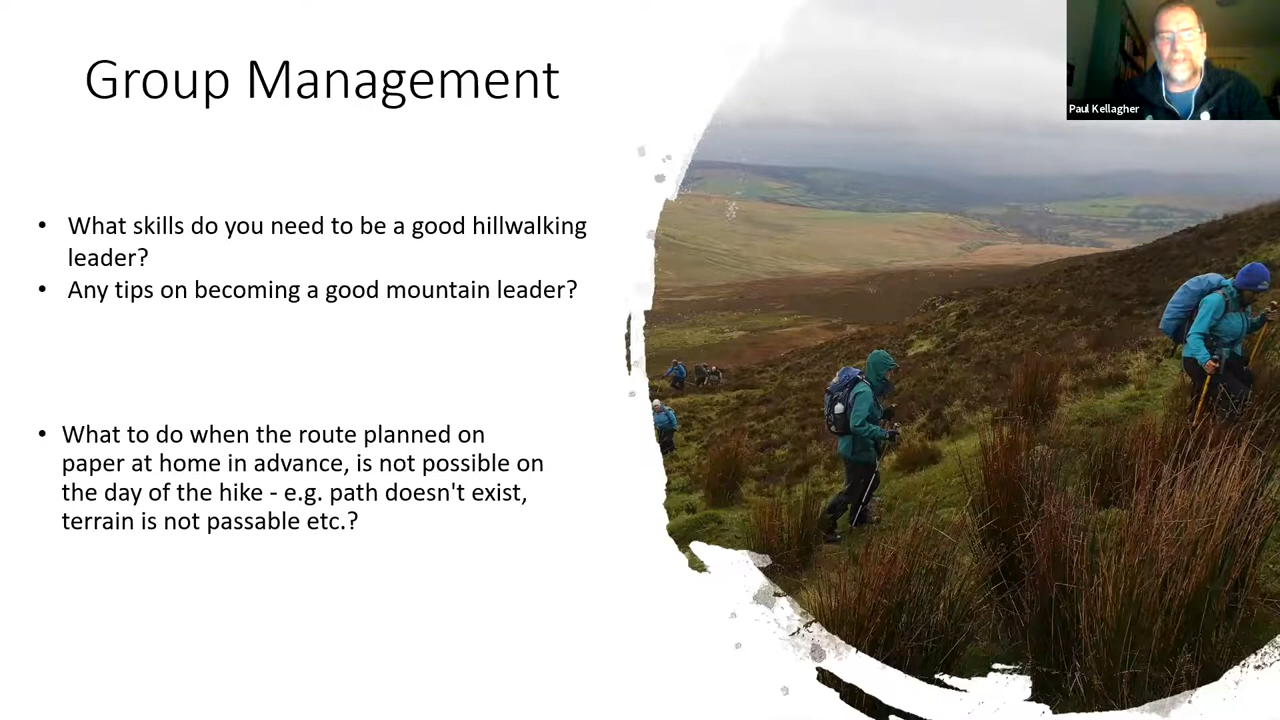 Group Management
Paul Kellagher
• What skills do you need to be a good hillwalking
leader?
• Any tips on becoming a good mountain leader?
• What to do when the route planned on
paper at home in advance, is not possible on
the day of the hike - e.g. path doesn't exist,
terrain is not passable etc.?